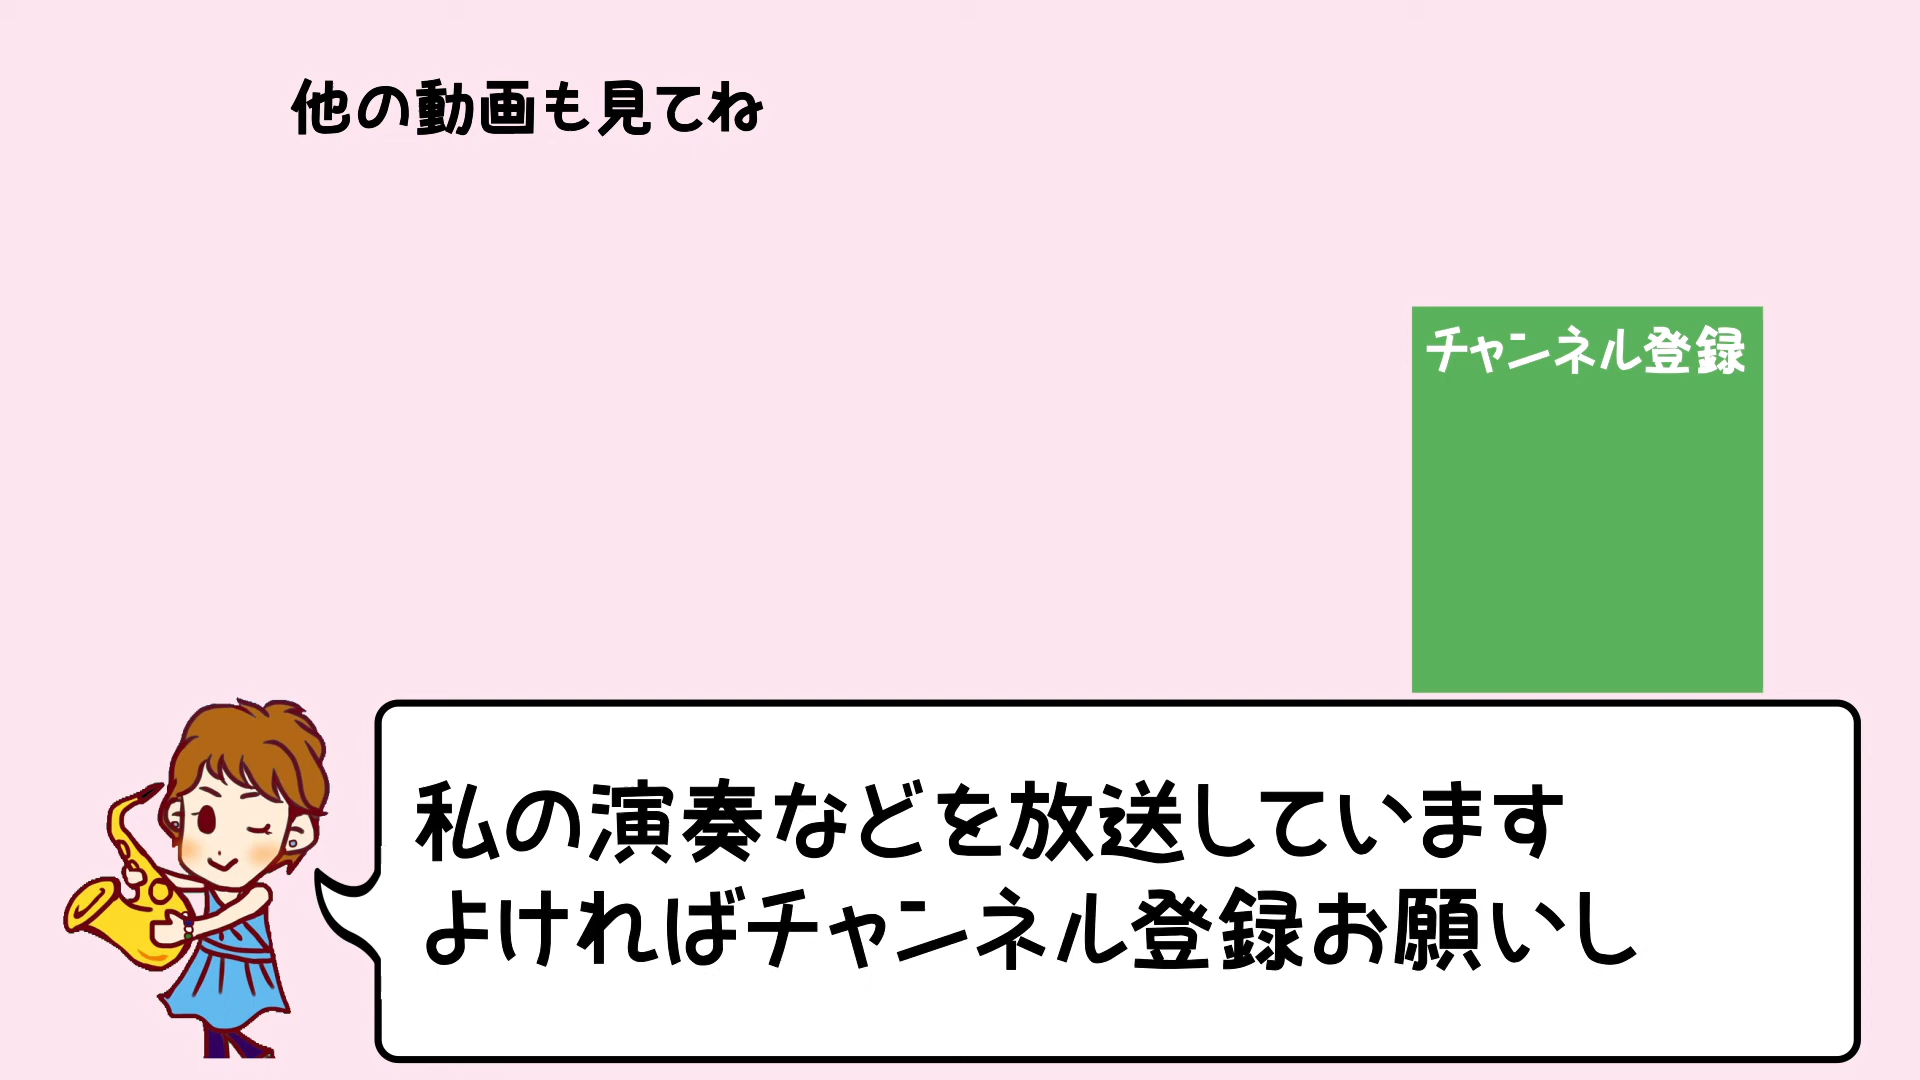 他の動画も見てね
チャンネル登録
私の演奏などを放送しています
よければチャンネル登録お願いし